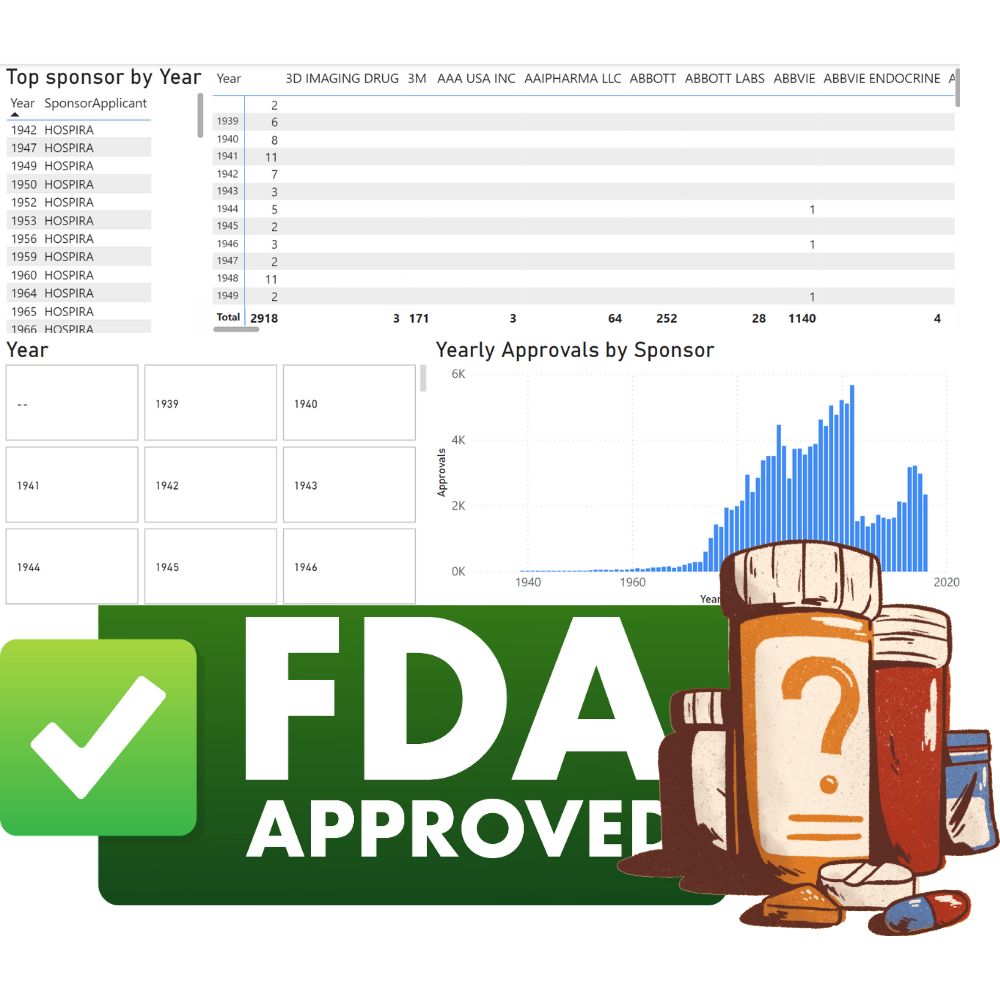 Top sponsor by Year
Year SponsorApplicant
1942 HOSPIRA
1947 HOSPIRA
1949 HOSPIRA
1950 HOSPIRA
1952 HOSPIRA
1953 HOSPIRA
1956 HOSPIRA
1959 HOSPIRA
1960 HOSPIRA
1964 HOSPIRA
1965 HOSPIRA
1966 HOSPIRA
Year 3D IMAGING DRUG 3M AAA USA INC AAIPHARMA LLC ABBOTT ABBOTT LABS ABBVIE ABBVIE ENDOCRINE A
2
1939 6
1940 8
1941 11
1942 7
1943 3
1944 5 1
1945 2
1946 3 1
1947 2
1948 11
1949 2 1
Total 2918 3 171 3 64 252 28 1140 4
Year
-- 1939 1940
1941 1942 1943
1944 1945 1946
Yearly Approvals by Sponsor
6K
4K
2K
0K
Approvals
1940 1960 2020
Year
FDA
APPROVED
?